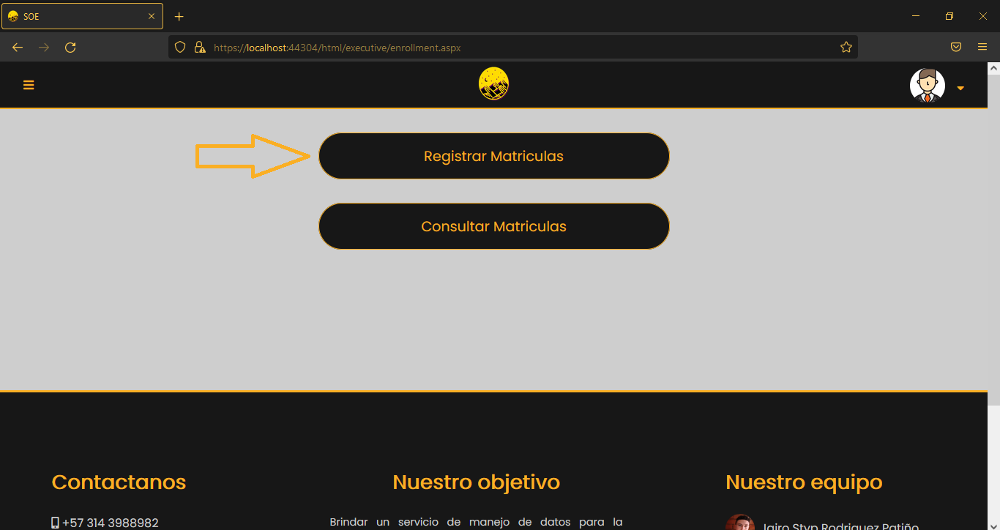 SOE
https://localhost:44304/html/executive/enrollment.aspx
Registrar Matriculas
Consultar Matriculas
Contactanos
Nuestro objetivo
Nuestro equipo
+57 314 3988982
Brindar un servicio de manejo de datos para la
Jairo Styp Rodriguez Patiño